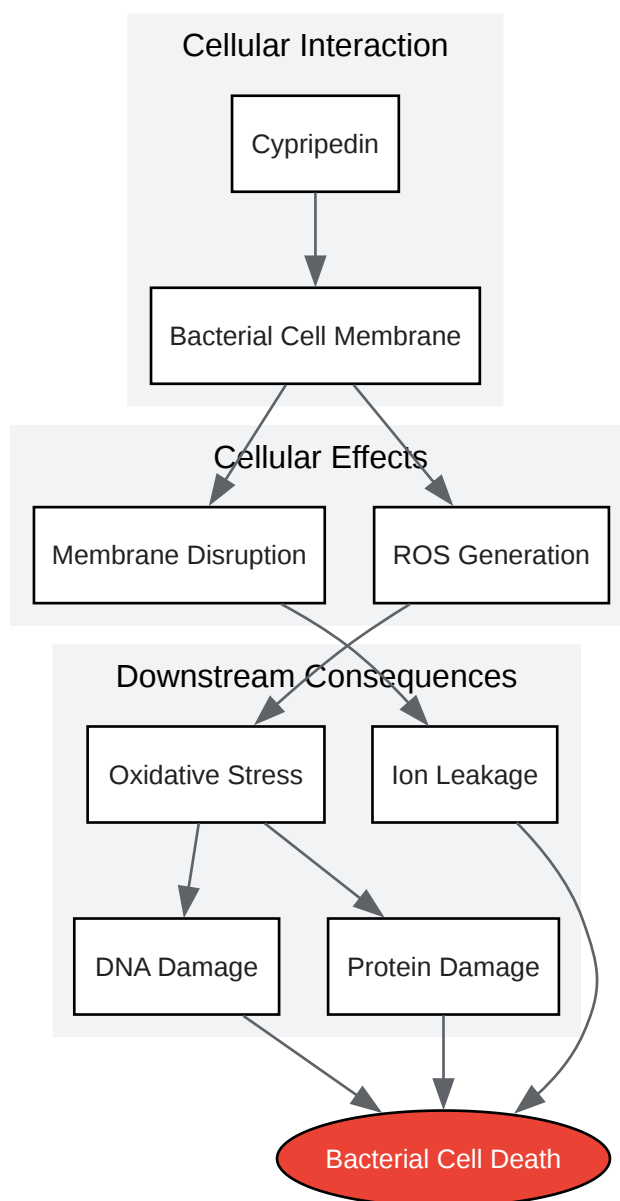 Cellular Interaction
Cypripedin
Bacterial Cell Membrane
Cellular Effects
Membrane Disruption
ROS Generation
Downstream Consequences
Oxidative Stress
Ion Leakage
DNA Damage
Protein Damage
Bacterial Cell Death